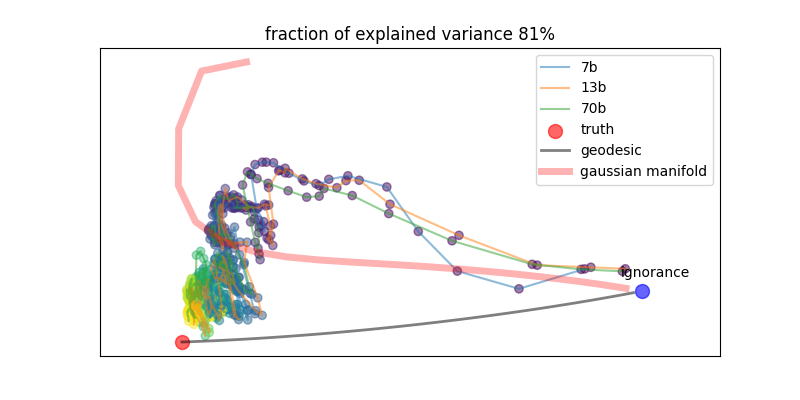 fraction of explained variance 81%
7b
13b
70b
truth
geodesic
gaussian manifold
ignorance